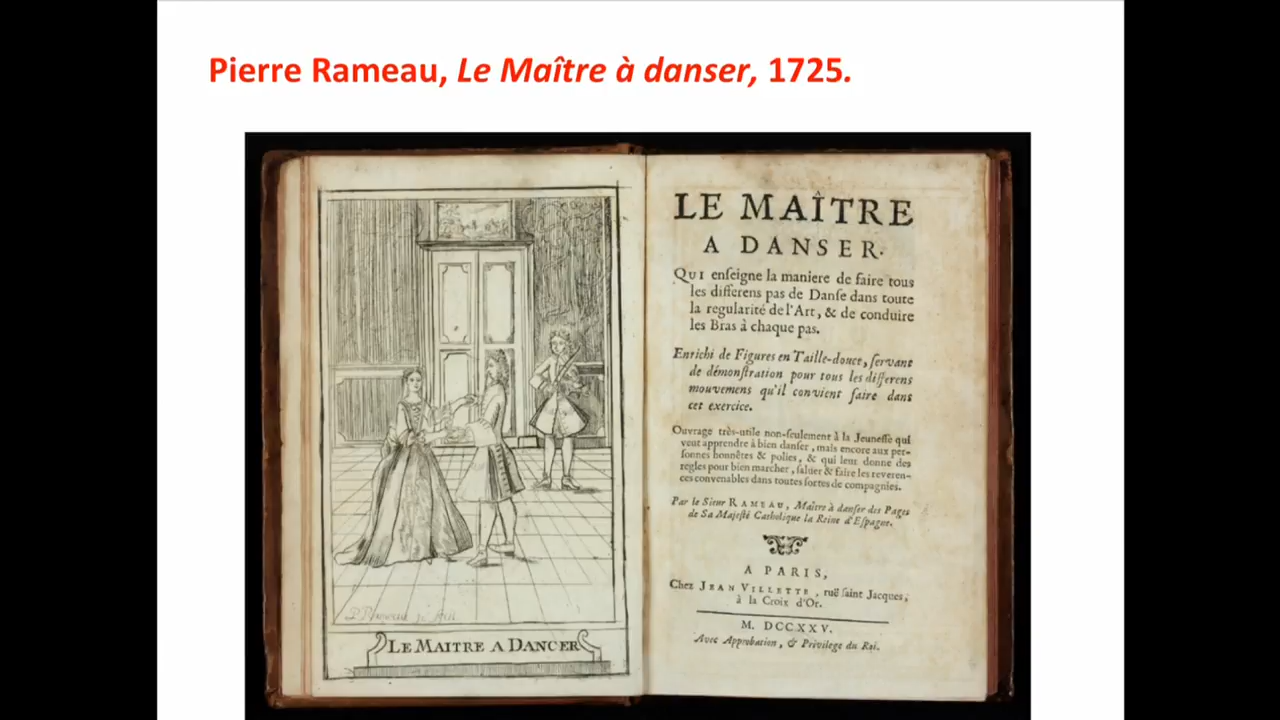 Pierre Rameau, Le Maître à danser, 1725.
LE MAITRE A DANCER
LE MAÎTRE
A DANSER.
QUI enſeigne la maniere de faire tous
les differens pas de Danſe dans toute
la regularité de l'Art, & de conduire
les Bras à chaque pas.
Enrichi de Figures en Taille-douce, ſervant
de démonſtration pour tous les differens
mouvemens qu'il convient faire dans
cet exercice.
Ouvrage très-utile non-ſeulement à la Jeuneſſe qui
veut apprendre à bien danſer, mais encore aux per-
ſonnes honnêtes & polies, & qui leur donne des
regles pour bien marcher, ſaluer & faire les reveren-
ces convenables dans toutes ſortes de compagnies.
Par le Sieur RAMEAU, Maître à danſer des Pages
de Sa Majeſté Catholique la Reine d'Eſpagne.
A PARIS,
Chez JEAN VILLETTE, ruë ſaint Jacques,
à la Croix d'Or.
M. DCC.XXV.
Avec Approbation, & Privilege du Roi.